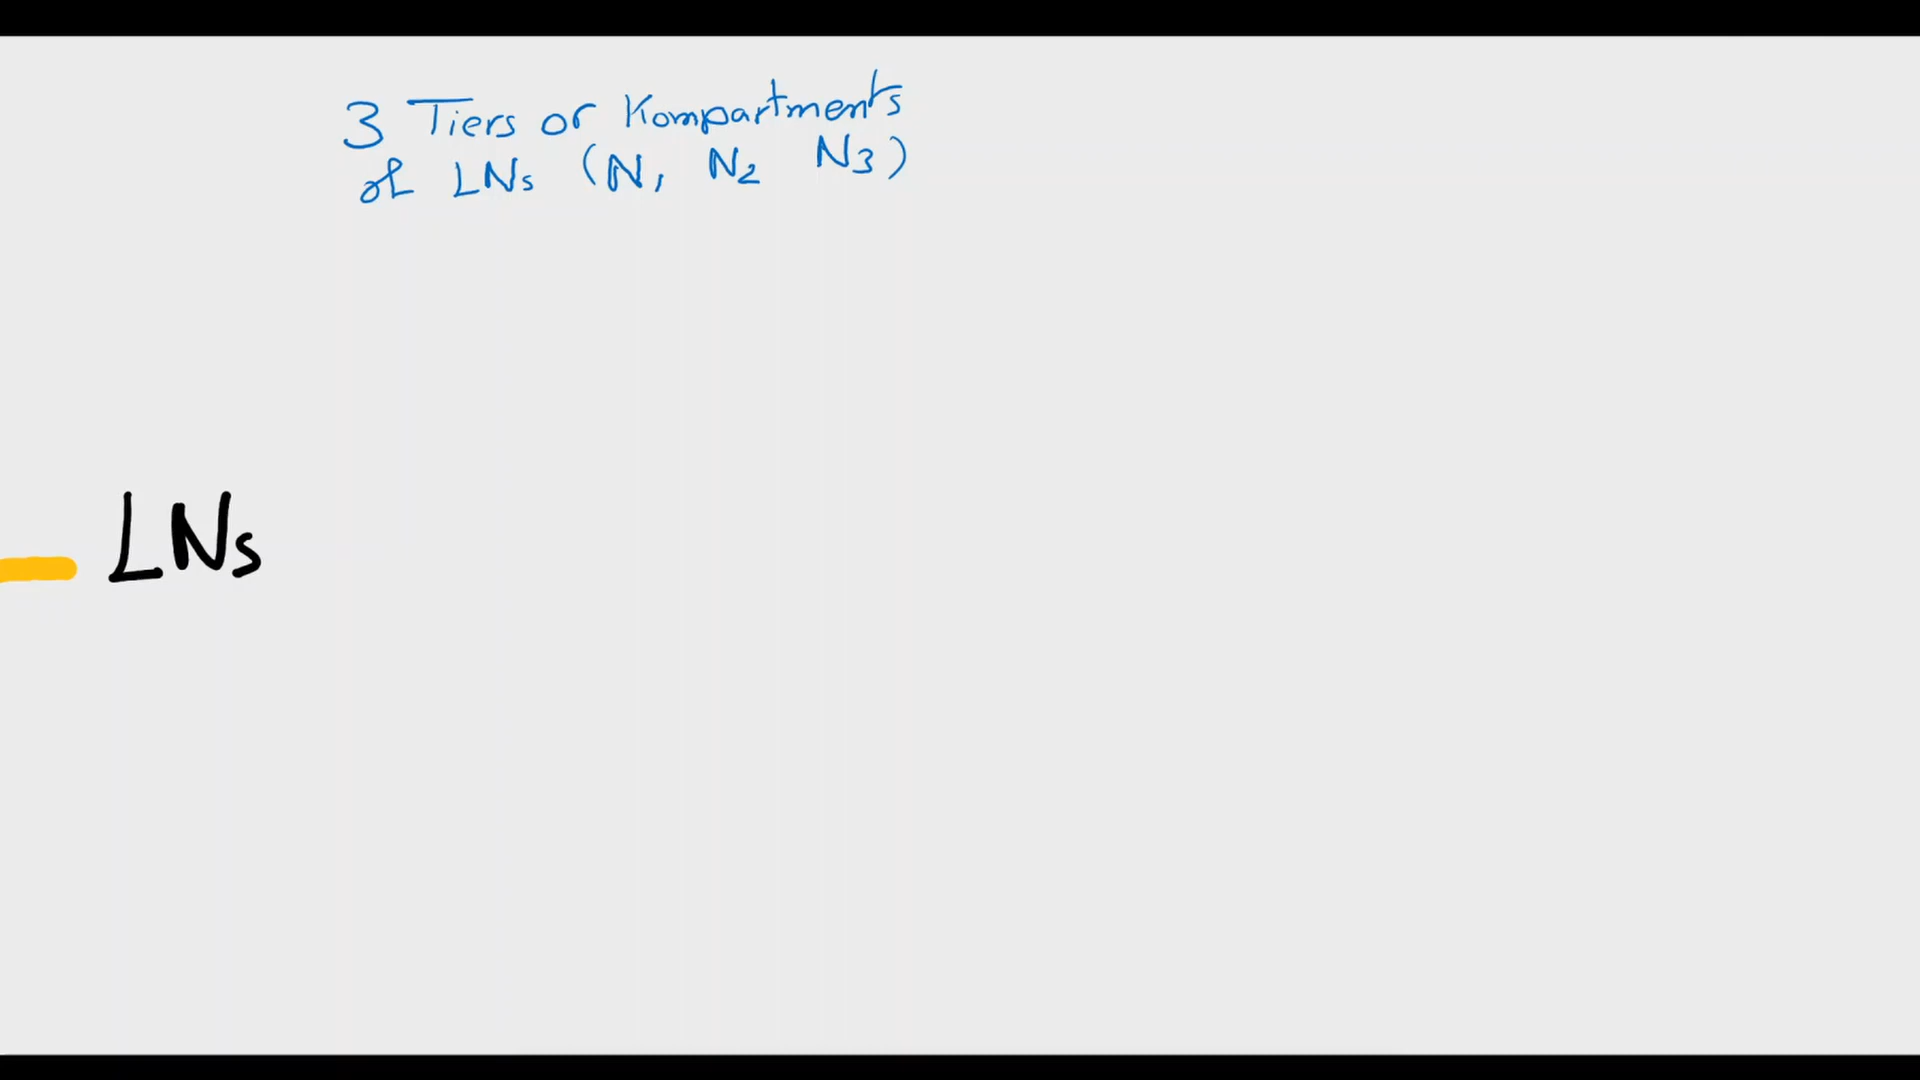 3 Tiers or Kompartments
of LNs (N1 N2 N3)
LNs